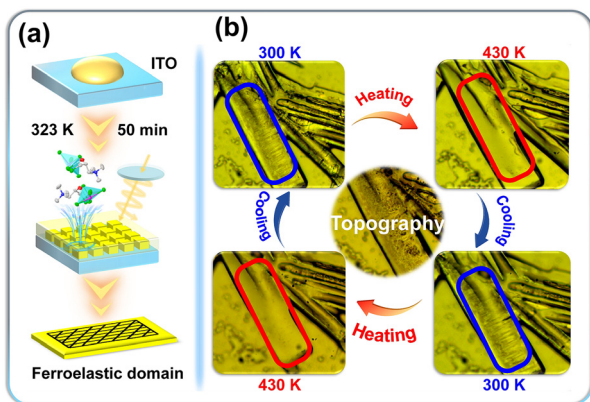 (a)
ITO
323 K 50 min
Ferroelastic domain
(b)
300 K
430 K
Heating
Cooling
Topography
Cooling
Heating
430 K
300 K